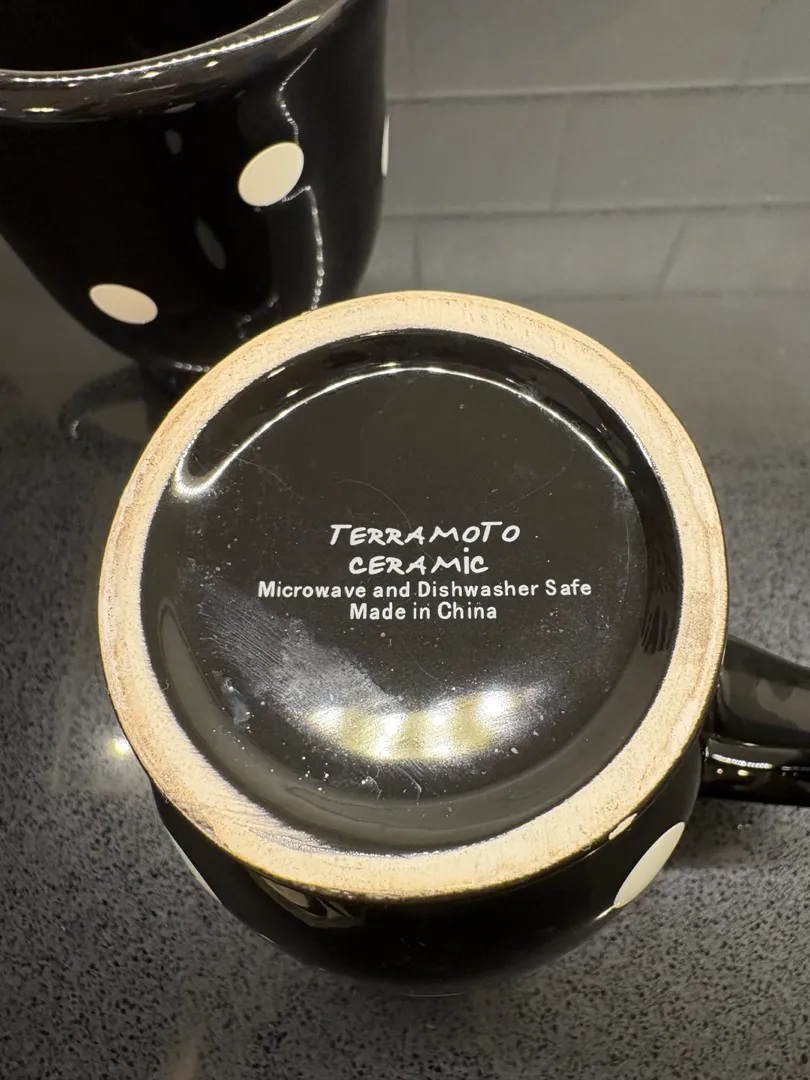 TERRAMOTO
CERAMiC
Microwave and Dishwasher Safe
Made in China